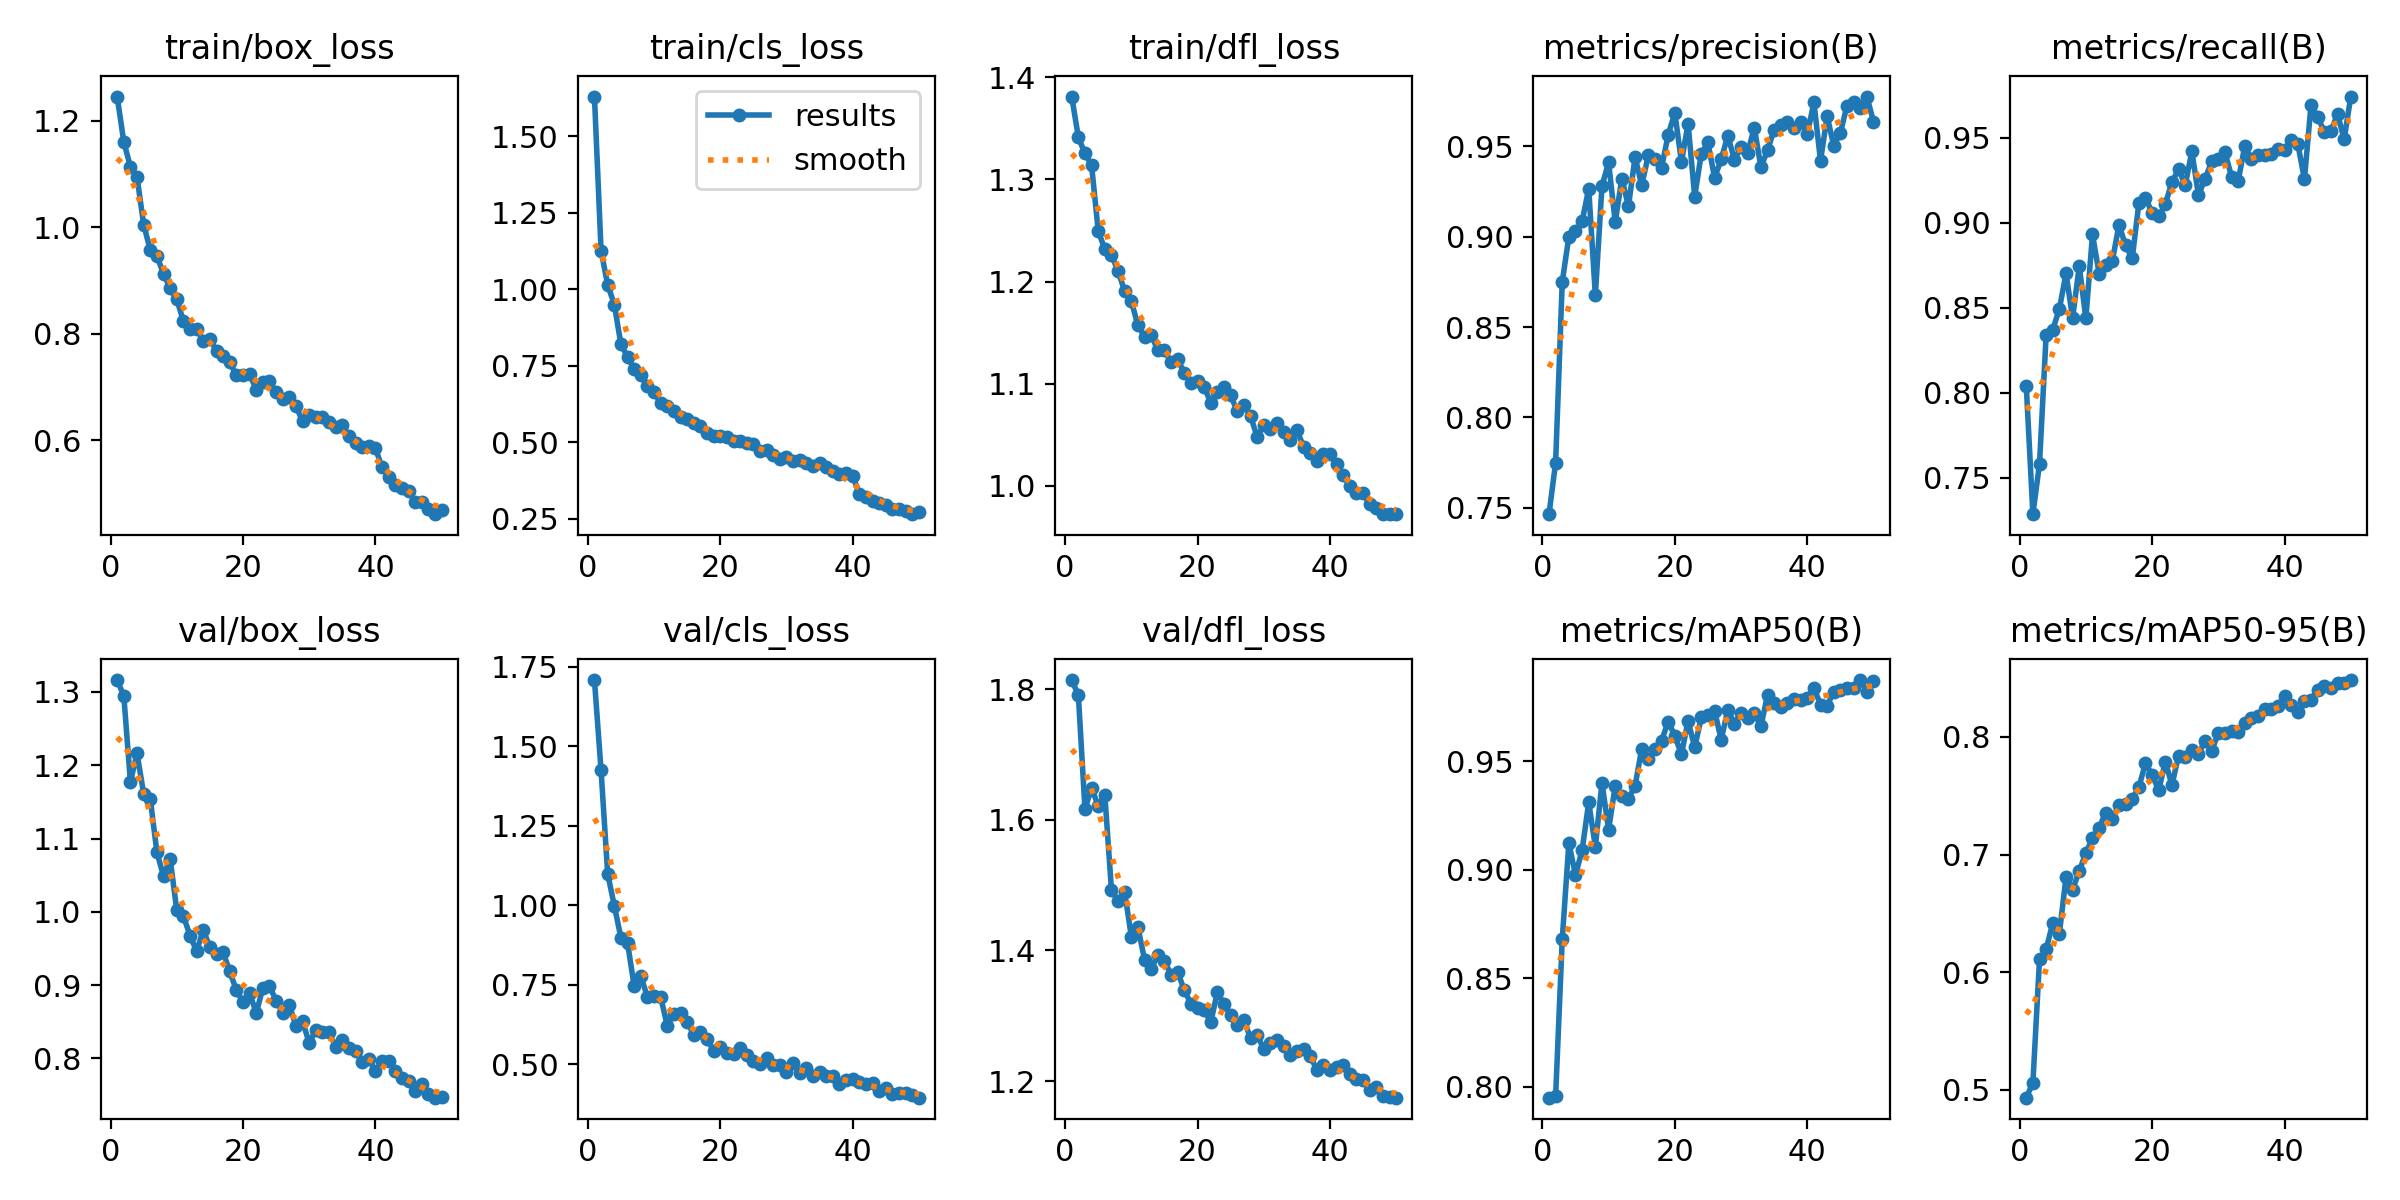 train/box_loss
1.2
1.0
0.8
0.6
0 20 40
train/cls_loss
results
smooth
1.50
1.25
1.00
0.75
0.50
0.25
0 20 40
train/dfl_loss
1.4
1.3
1.2
1.1
1.0
0 20 40
metrics/precision(B)
0.95
0.90
0.85
0.80
0.75
0 20 40
metrics/recall(B)
0.95
0.90
0.85
0.80
0.75
0 20 40
val/box_loss
1.3
1.2
1.1
1.0
0.9
0.8
0 20 40
val/cls_loss
1.75
1.50
1.25
1.00
0.75
0.50
0 20 40
val/dfl_loss
1.8
1.6
1.4
1.2
0 20 40
metrics/mAP50(B)
0.95
0.90
0.85
0.80
0 20 40
metrics/mAP50-95(B)
0.8
0.7
0.6
0.5
0 20 40